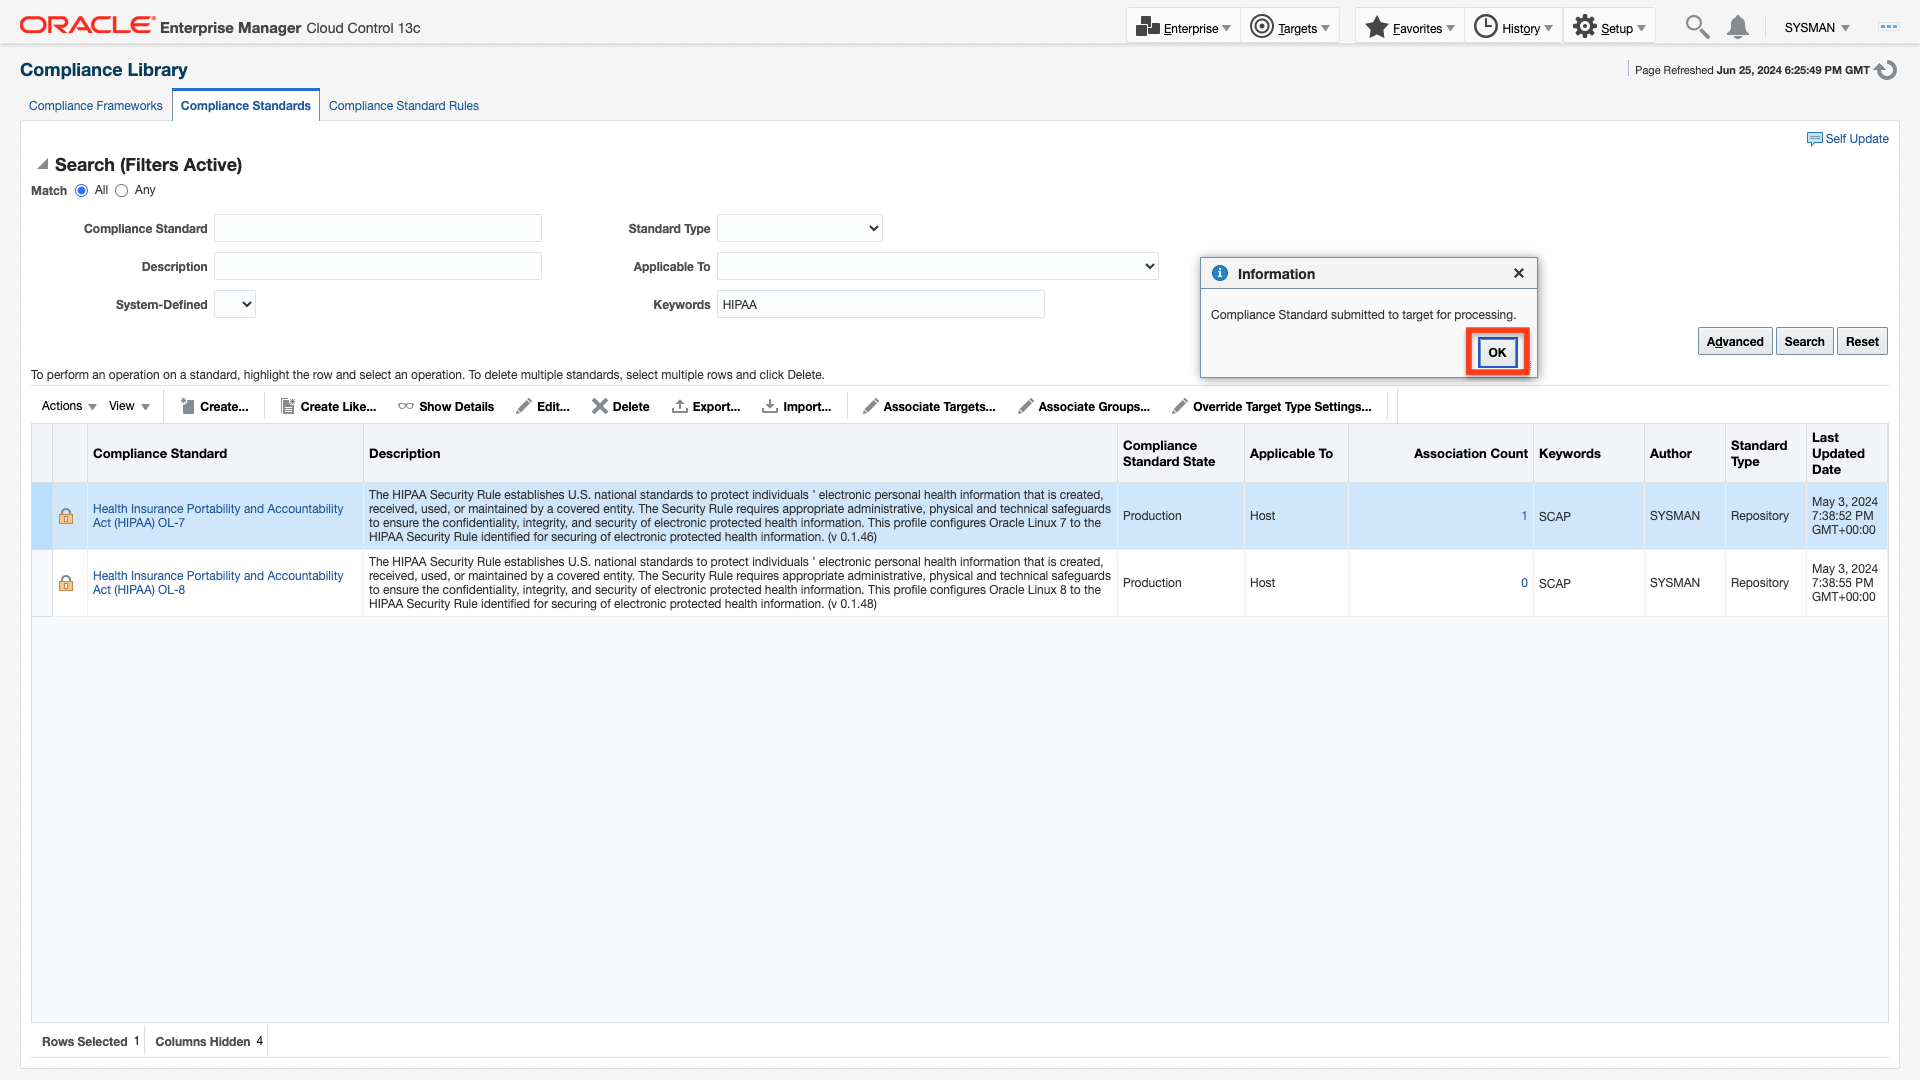 ORACLE Enterprise Manager Cloud Control 13c
Enterprise
Targets
Favorites
History
Setup
SYSMAN
Compliance Library
Page Refreshed Jun 25, 2024 6:25:49 PM GMT
Compliance Frameworks
Compliance Standards
Compliance Standard Rules
Self Update
Search (Filters Active)
Match All Any
Compliance Standard
Standard Type
Description
Applicable To
System-Defined
Keywords HIPAA
Information
Compliance Standard submitted to target for processing.
OK
Advanced Search Reset
To perform an operation on a standard, highlight the row and select an operation. To delete multiple standards, select multiple rows and click Delete.
Actions View Create... Create Like... Show Details Edit... Delete Export... Import... Associate Targets... Associate Groups... Override Target Type Settings...
Compliance Standard
Description
Compliance
Standard State
Applicable To
Association Count
Keywords
Author
Standard
Type
Last
Updated
Date
Health Insurance Portability and Accountability
Act (HIPAA) OL-7
The HIPAA Security Rule establishes U.S. national standards to protect individuals ’ electronic personal health information that is created,
received, used, or maintained by a covered entity. The Security Rule requires appropriate administrative, physical and technical safeguards
to ensure the confidentiality, integrity, and security of electronic protected health information. This profile configures Oracle Linux 7 to the
HIPAA Security Rule identified for securing of electronic protected health information. (v 0.1.46)
Production
Host
1
SCAP
SYSMAN
Repository
May 3, 2024
7:38:52 PM
GMT+00:00
Health Insurance Portability and Accountability
Act (HIPAA) OL-8
The HIPAA Security Rule establishes U.S. national standards to protect individuals ’ electronic personal health information that is created,
received, used, or maintained by a covered entity. The Security Rule requires appropriate administrative, physical and technical safeguards
to ensure the confidentiality, integrity, and security of electronic protected health information. This profile configures Oracle Linux 8 to the
HIPAA Security Rule identified for securing of electronic protected health information. (v 0.1.48)
Production
Host
0
SCAP
SYSMAN
Repository
May 3, 2024
7:38:55 PM
GMT+00:00
Rows Selected 1 Columns Hidden 4